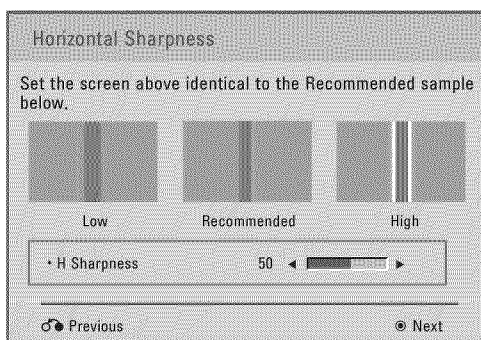 Horizontal Sharpness
Set the screen above identical to the Recommended sample
below.
Low Recommended High
• H Sharpness 50 ◄ ►
Previous ◉ Next